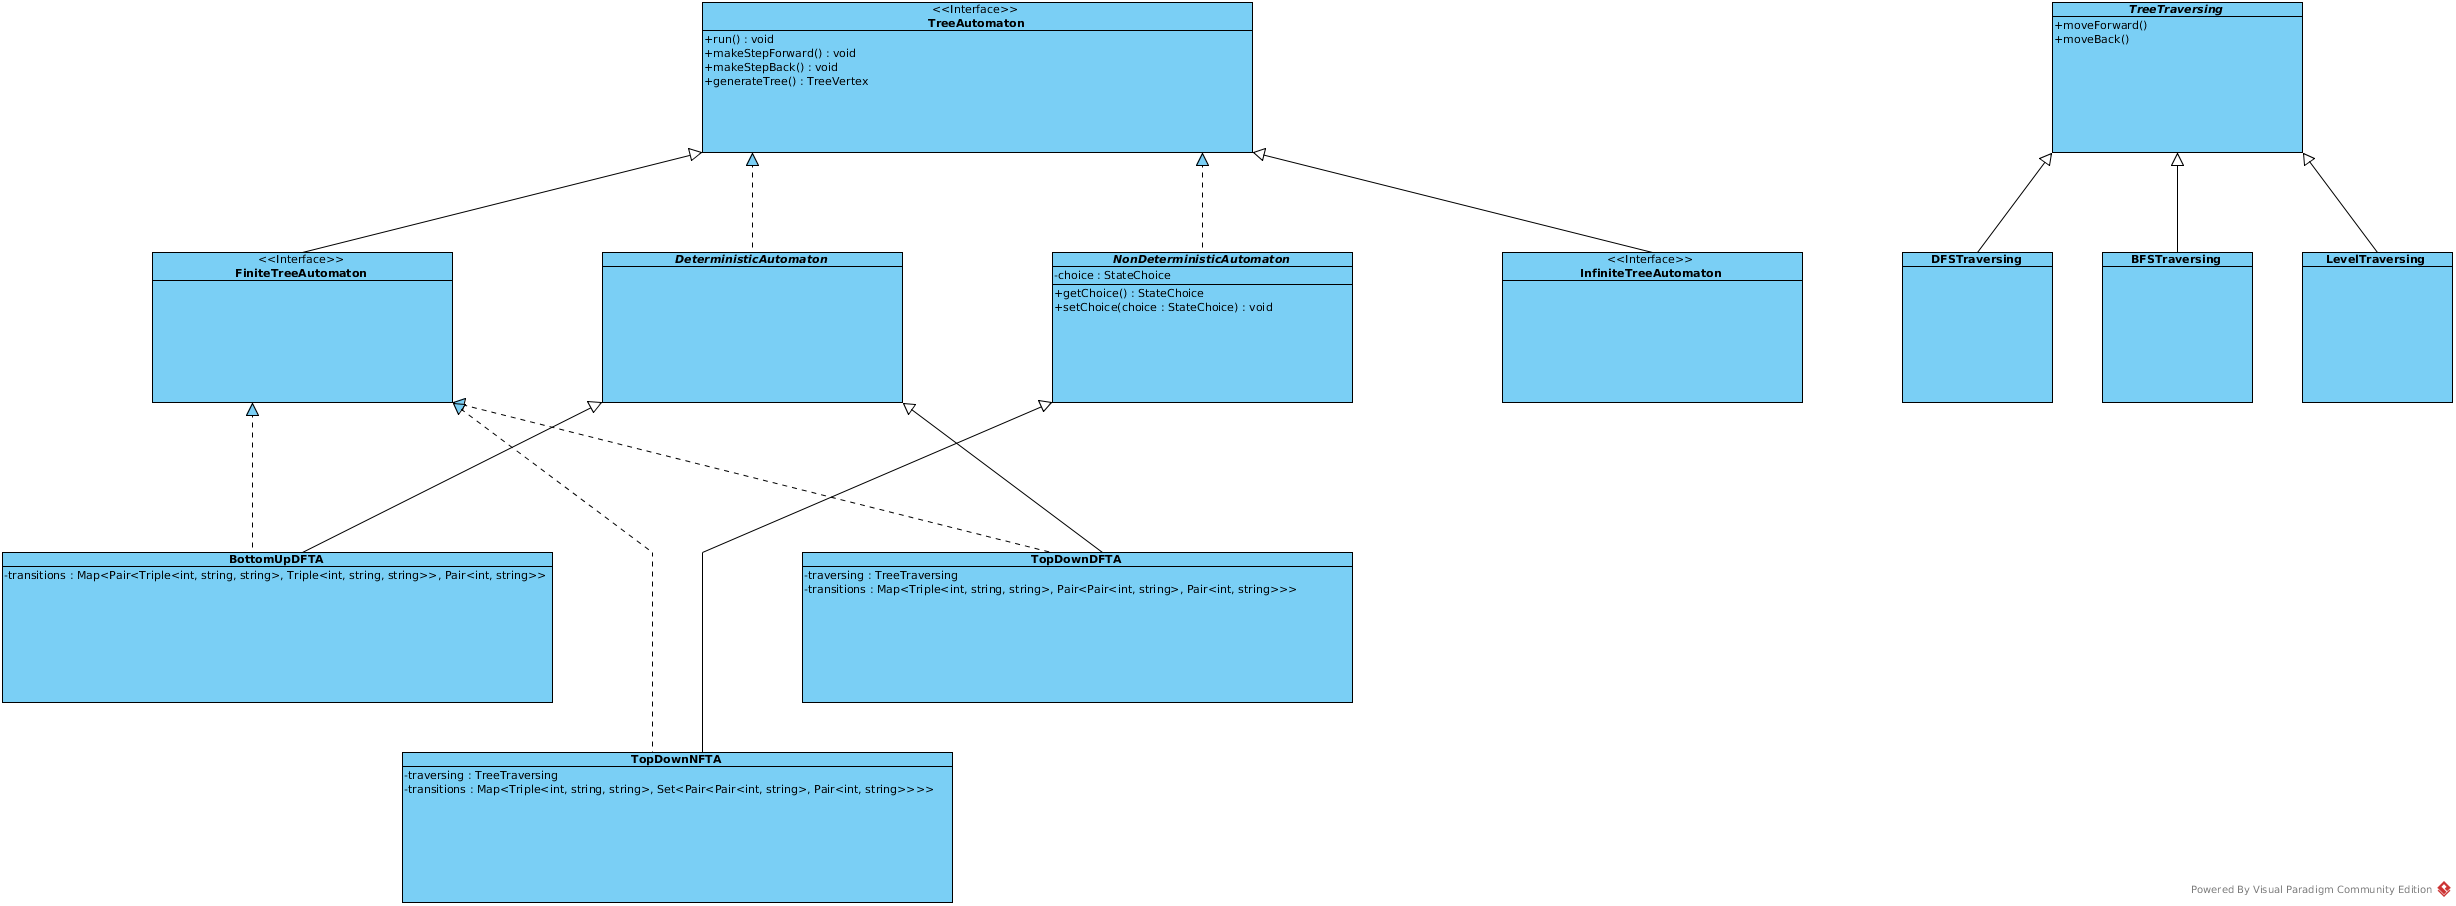 <<Interface>>
TreeAutomaton
+run() : void
+makeStepForward() : void
+makeStepBack() : void
+generateTree() : TreeVertex
TreeTraversing
+moveForward()
+moveBack()
<<Interface>>
FiniteTreeAutomaton
DeterministicAutomaton
NonDeterministicAutomaton
-choice : StateChoice
+getChoice() : StateChoice
+setChoice(choice : StateChoice) : void
<<Interface>>
InfiniteTreeAutomaton
DFSTraversing
BFSTraversing
LevelTraversing
BottomUpDFTA
-transitions : Map<Pair<Triple<int, string, string>, Triple<int, string, string>>, Pair<int, string>>
TopDownDFTA
-traversing : TreeTraversing
-transitions : Map<Triple<int, string, string>, Pair<Pair<int, string>, Pair<int, string>>>
TopDownNFTA
-traversing : TreeTraversing
-transitions : Map<Triple<int, string, string>, Set<Pair<Pair<int, string>, Pair<int, string>>>>
Powered By Visual Paradigm Community Edition